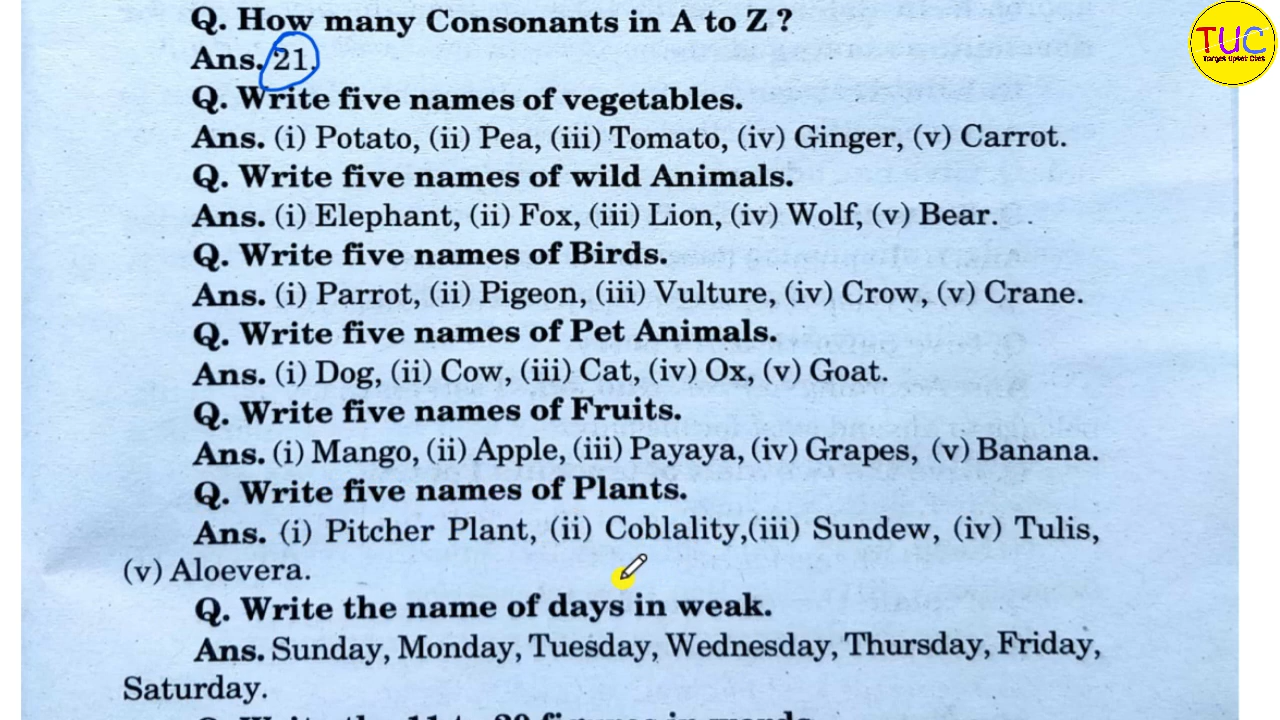 Q. How many Consonants in A to Z ?
Ans. 21.
Q. Write five names of vegetables.
Ans. (i) Potato, (ii) Pea, (iii) Tomato, (iv) Ginger, (v) Carrot.
Q. Write five names of wild Animals.
Ans. (i) Elephant, (ii) Fox, (iii) Lion, (iv) Wolf, (v) Bear.
Q. Write five names of Birds.
Ans. (i) Parrot, (ii) Pigeon, (iii) Vulture, (iv) Crow, (v) Crane.
Q. Write five names of Pet Animals.
Ans. (i) Dog, (ii) Cow, (iii) Cat, (iv) Ox, (v) Goat.
Q. Write five names of Fruits.
Ans. (i) Mango, (ii) Apple, (iii) Payaya, (iv) Grapes, (v) Banana.
Q. Write five names of Plants.
Ans. (i) Pitcher Plant, (ii) Coblality,(iii) Sundew, (iv) Tulis,
(v) Aloevera.
Q. Write the name of days in weak.
Ans. Sunday, Monday, Tuesday, Wednesday, Thursday, Friday,
Saturday.
TUC